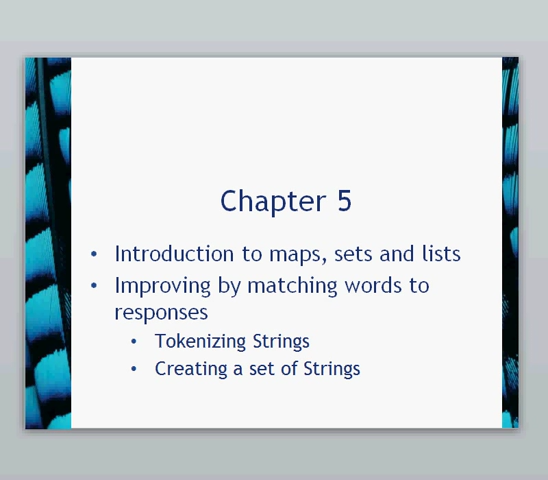 Chapter 5
• Introduction to maps, sets and lists
• Improving by matching words to
responses
• Tokenizing Strings
• Creating a set of Strings